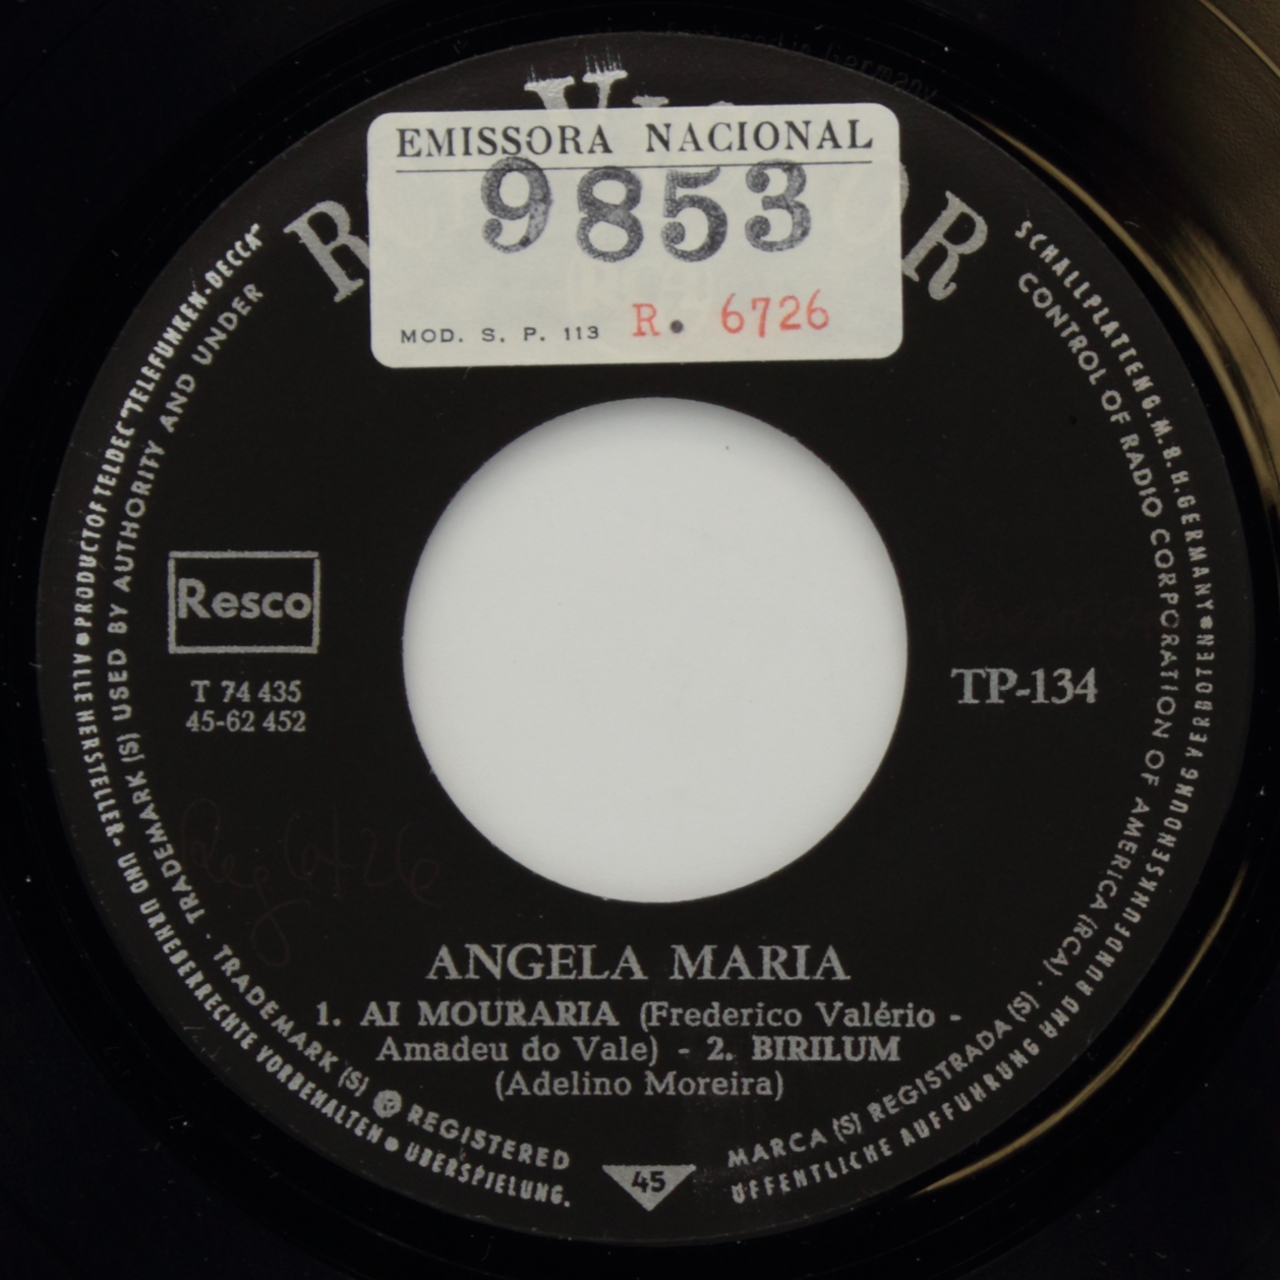 EMISSORA NACIONAL
9853
MOD. S. P. 113 R. 6726
Resco
T 74 435
45-62 452
TP-134
ANGELA MARIA
1. AI MOURARIA (Frederico Valério -
Amadeu do Vale) - 2. BIRILUM
(Adelino Moreira)
45
PRODUCT OF TELDEC "TELEFUNKEN-DECCA" SCHALLPLATTEN G.M.B.H. GERMANY
ALLE HERSTELLER- UND URHEBERRECHTE VORBEHALTEN • ÜBERSPIELUNG.
ÖFFENTLICHE AUFFÜHRUNG UND RUNDFUNKSENDUNG VERBOTEN
TRADEMARK (S) USED BY AUTHORITY AND UNDER CONTROL OF RADIO CORPORATION OF AMERICA (RCA) ·
TRADEMARK (S) ® REGISTERED
MARCA (S) REGISTRADA (S) ·
Reg 6726